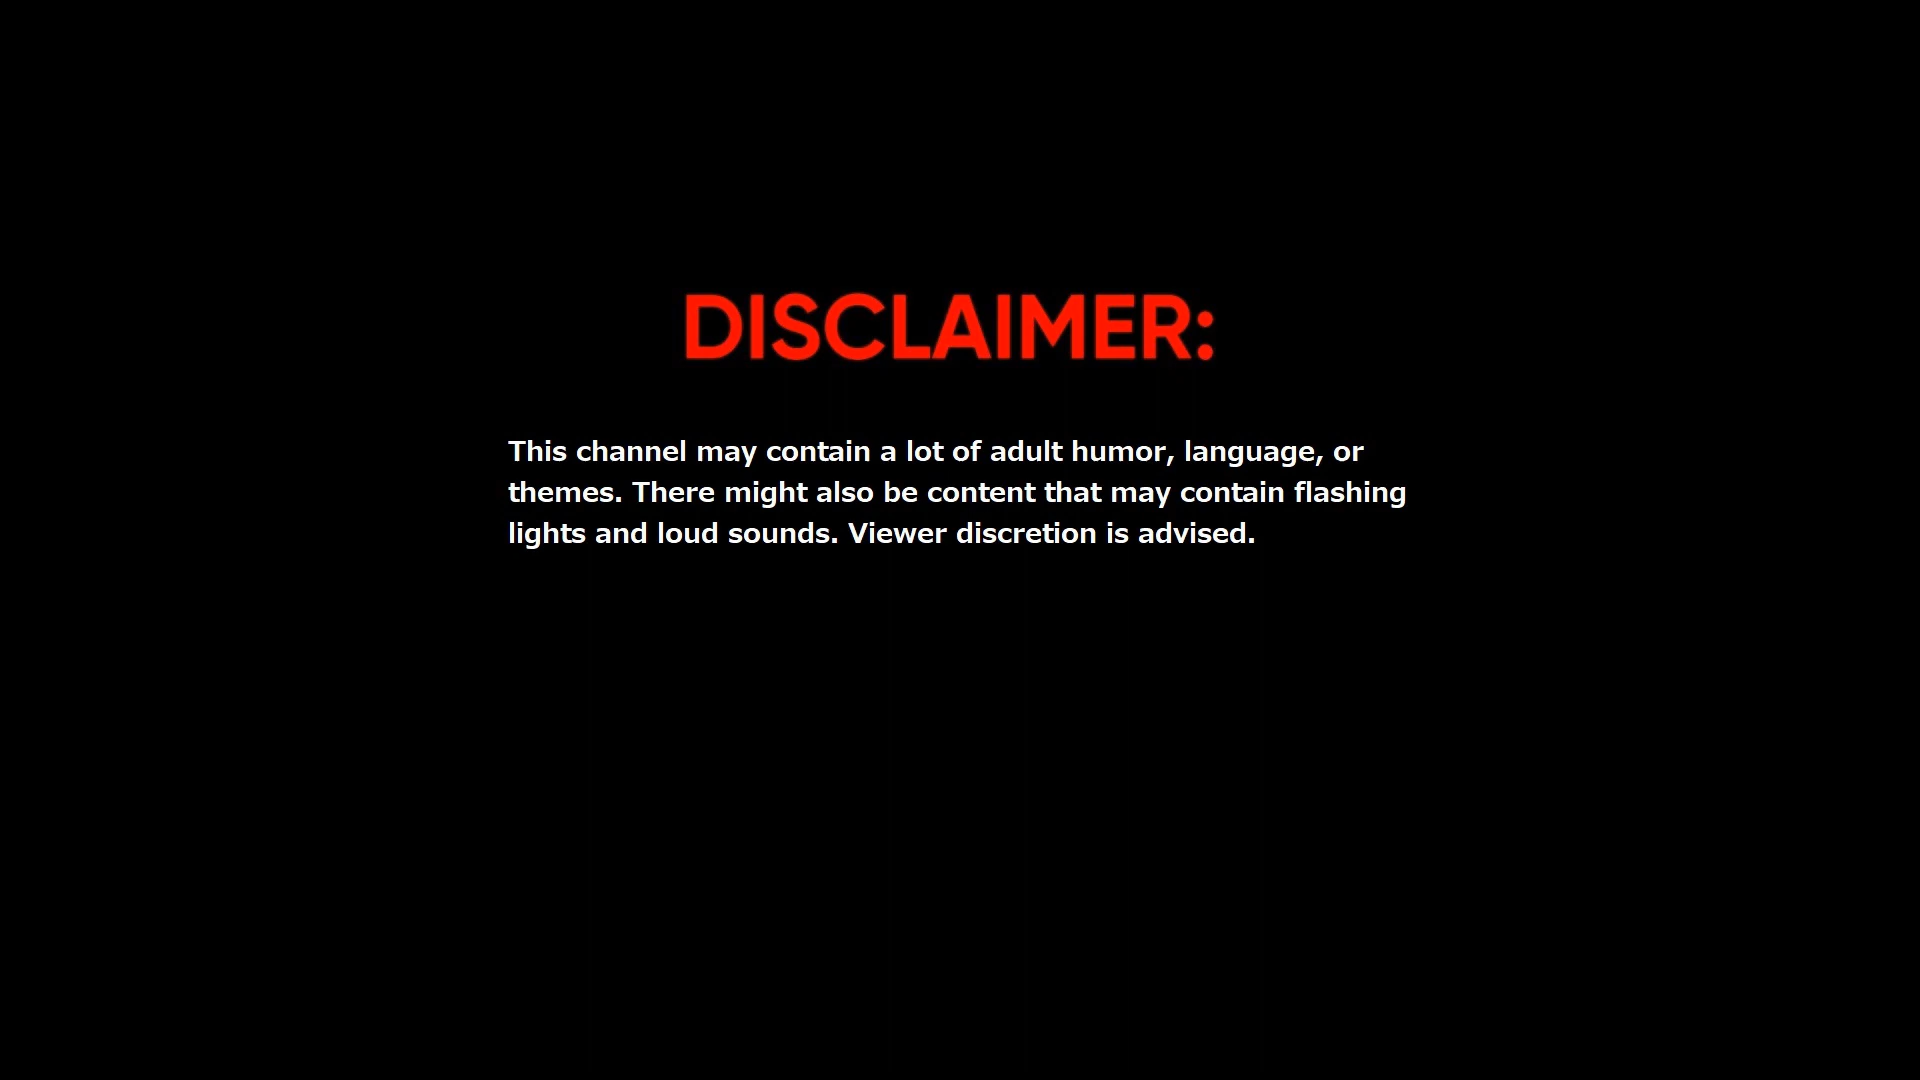 DISCLAIMER:
This channel may contain a lot of adult humor, language, or
themes. There might also be content that may contain flashing
lights and loud sounds. Viewer discretion is advised.